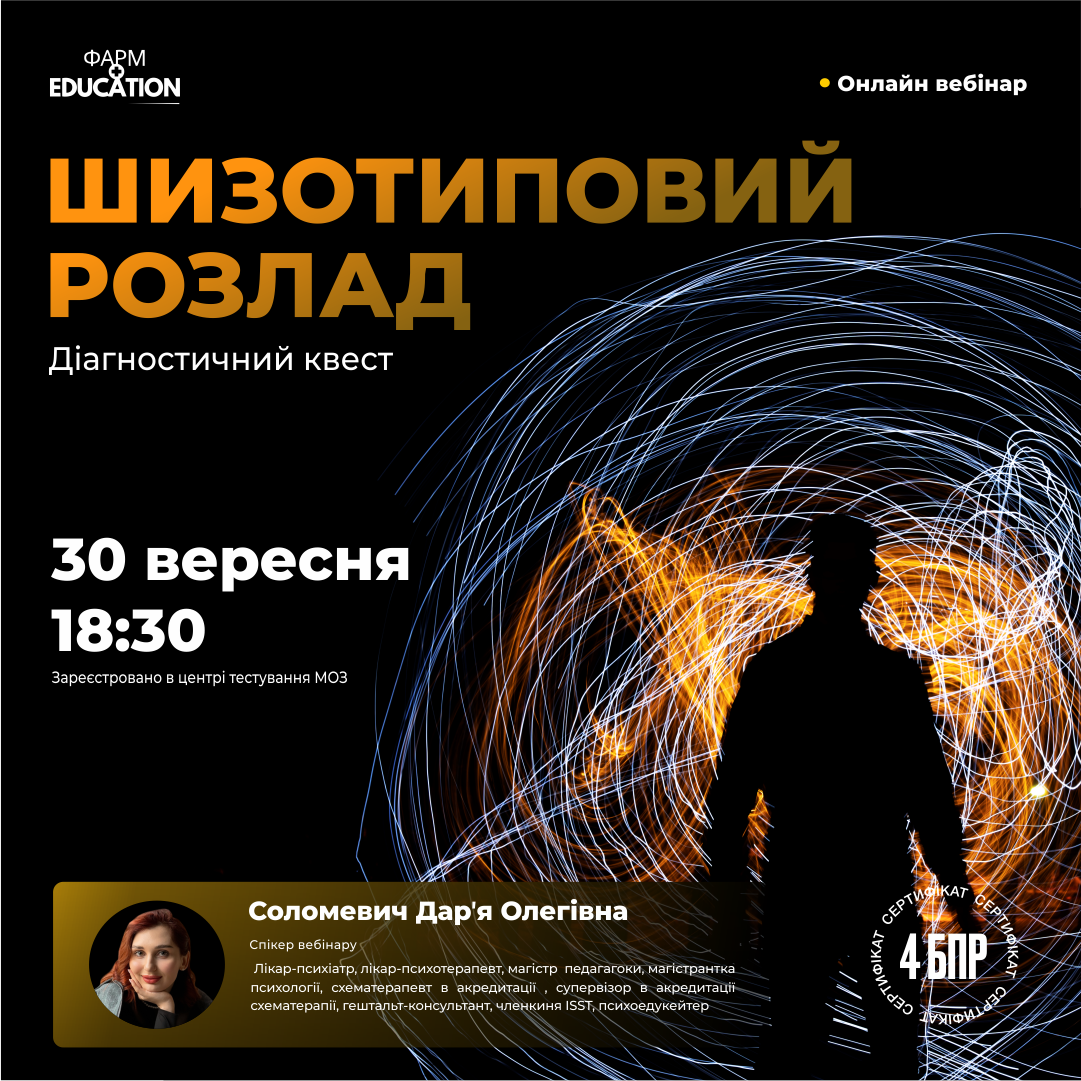 ФАРМ
EDUCATION
Онлайн вебінар
ШИЗОТИПОВИЙ
РОЗЛАД
Діагностичний квест
30 вересня
18:30
Зареєстровано в центрі тестування МОЗ
Соломевич Дар'я Олегівна
Спікер вебінару
Лікар-психіатр, лікар-психотерапевт, магістр педагагоки, магістрантка
психології, схематерапевт в акредитації , супервізор в акредитації
схематерапії, гештальт-консультант, членкиня ISST, психоедукейтер
СЕРТИФІКАТ СЕРТИФІКАТ СЕРТИФІКАТ СЕРТИФІКАТ
4 БПР